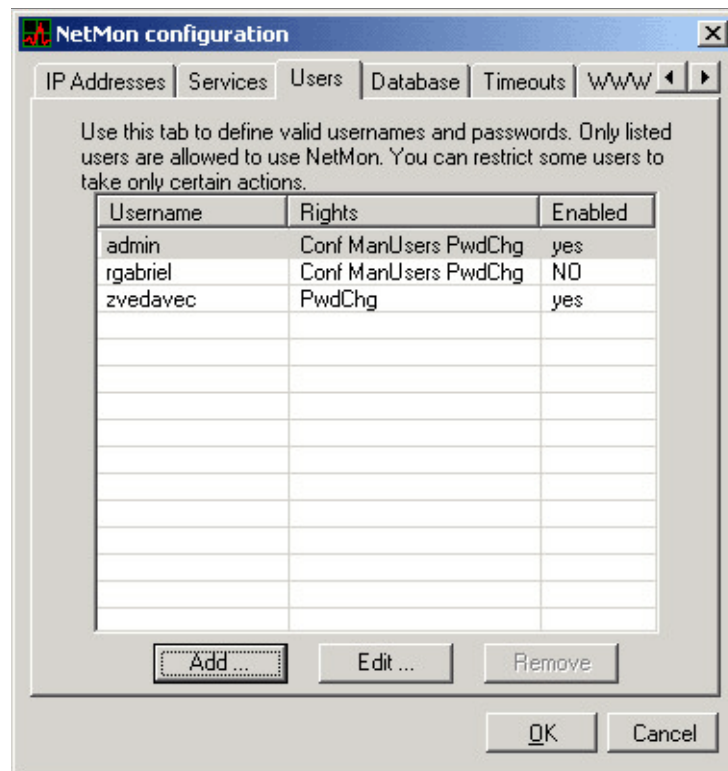 NetMon configuration
IP Addresses Services Users Database Timeouts WWW
Use this tab to define valid usernames and passwords. Only listed
users are allowed to use NetMon. You can restrict some users to
take only certain actions.
Username Rights Enabled
admin Conf ManUsers PwdChg yes
rgabriel Conf ManUsers PwdChg NO
zvedavec PwdChg yes
Add ... Edit ... Remove
OK Cancel